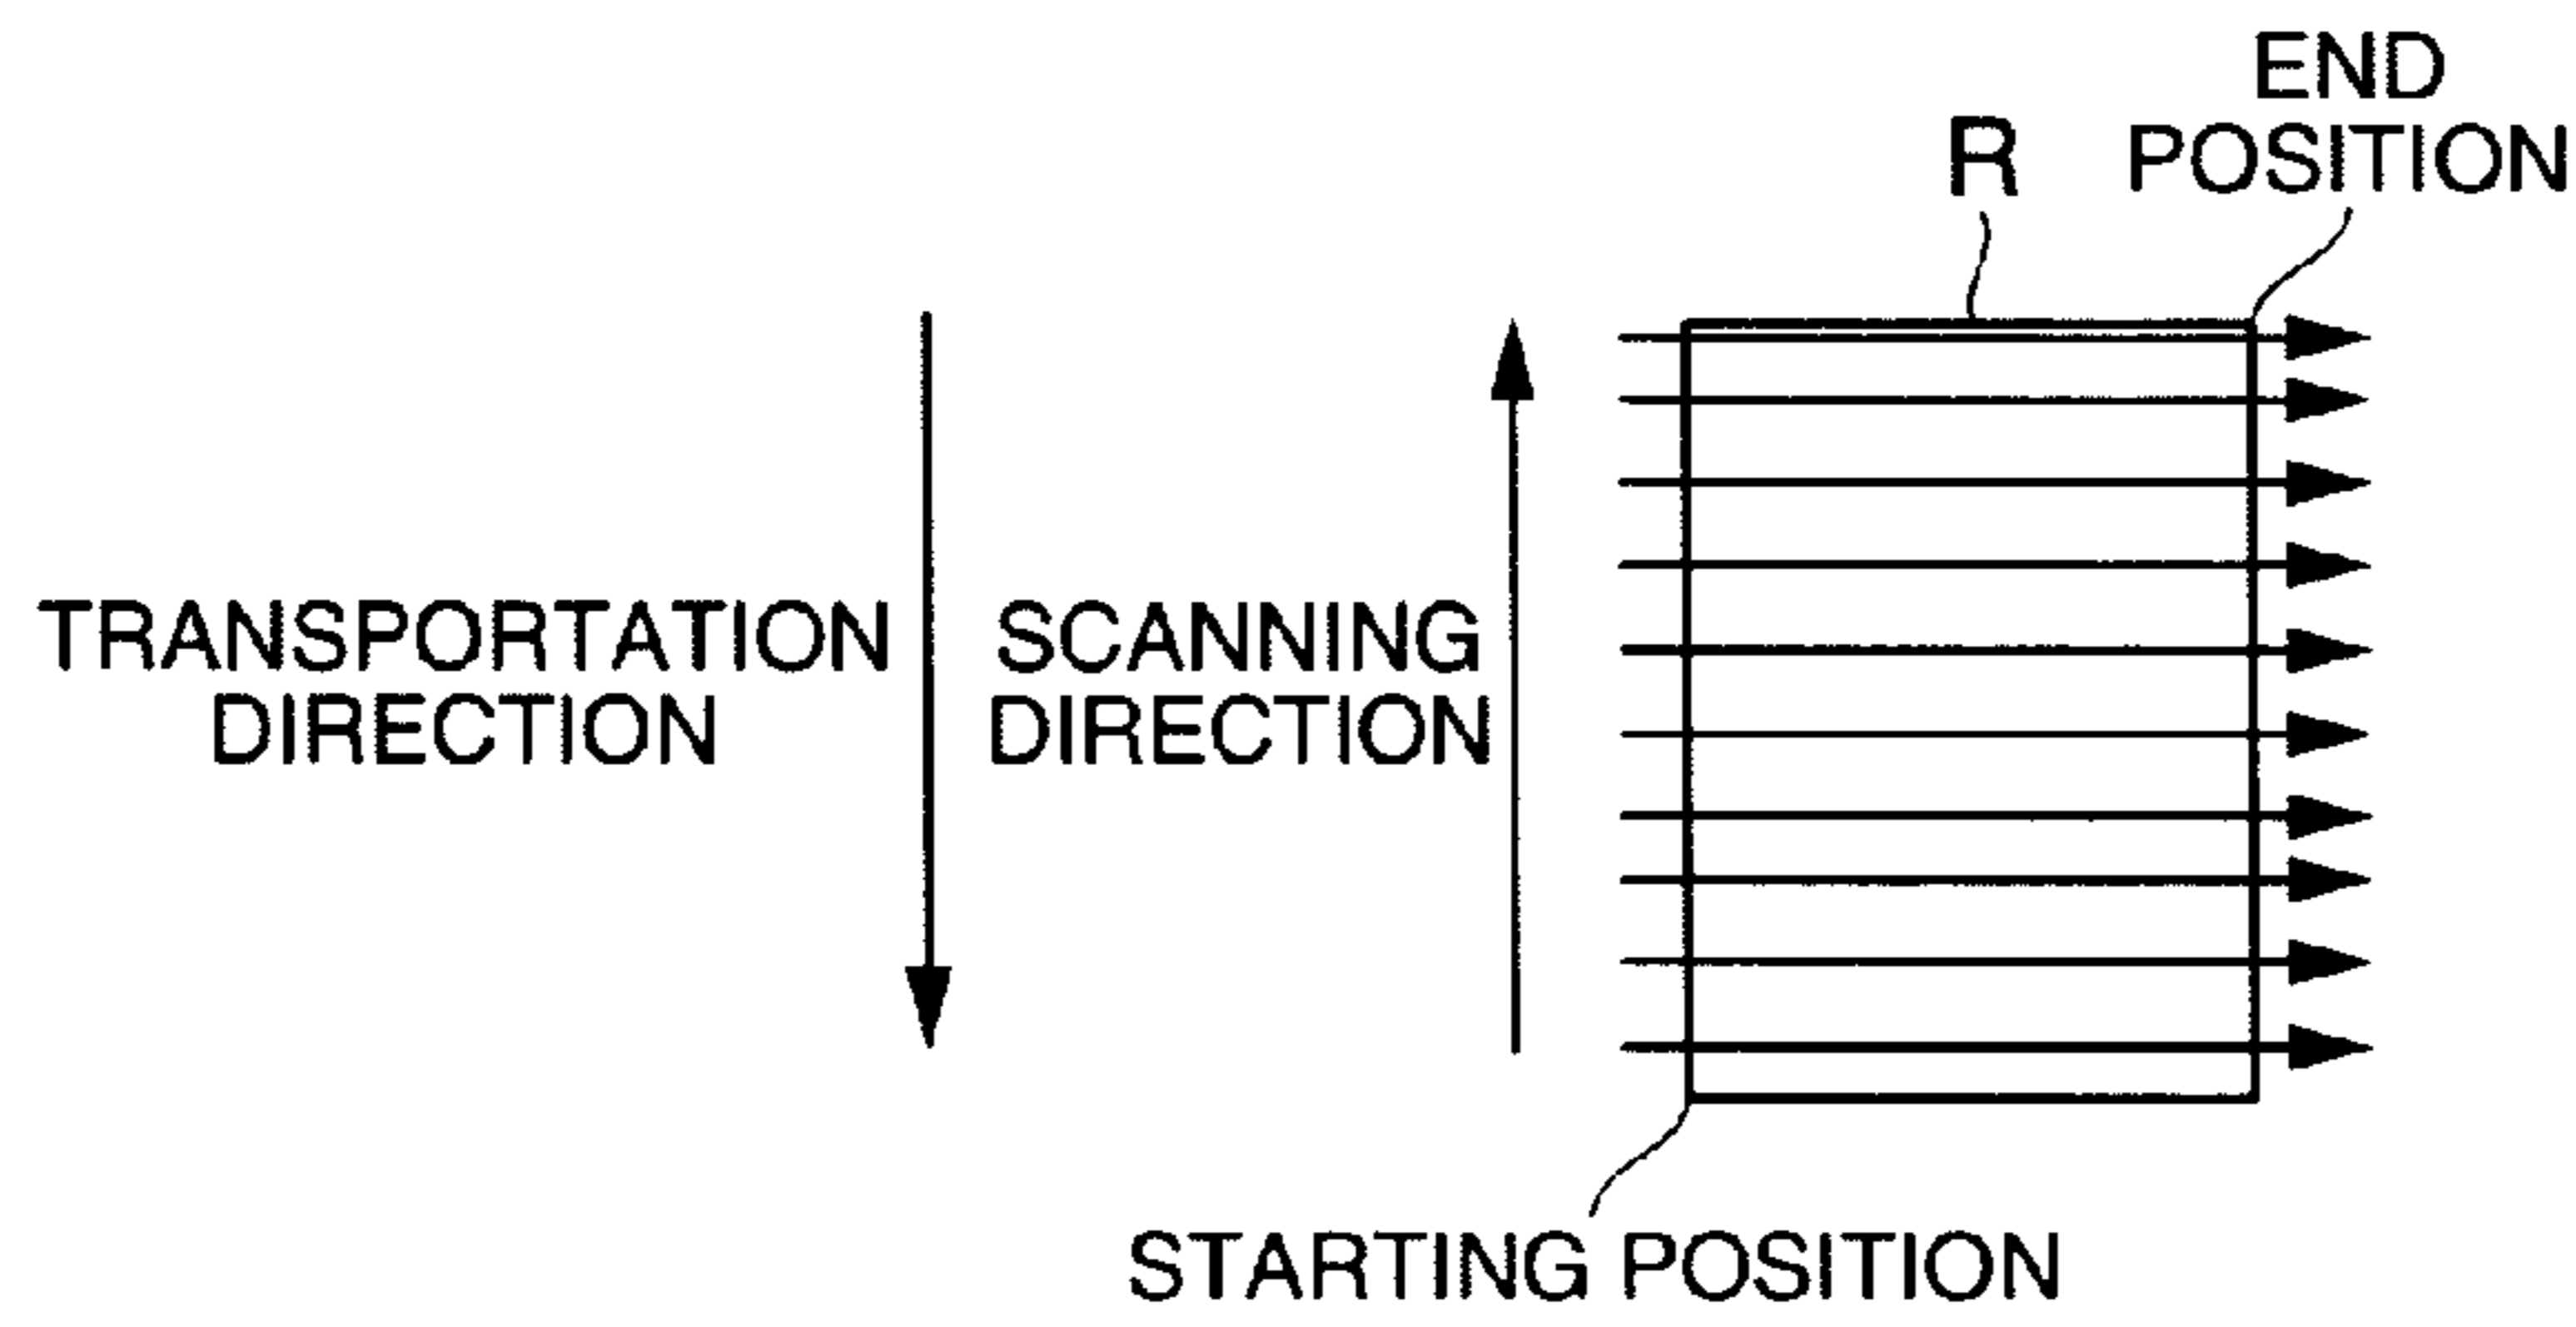 END
POSITION
R
TRANSPORTATION
DIRECTION
SCANNING
DIRECTION
STARTING POSITION